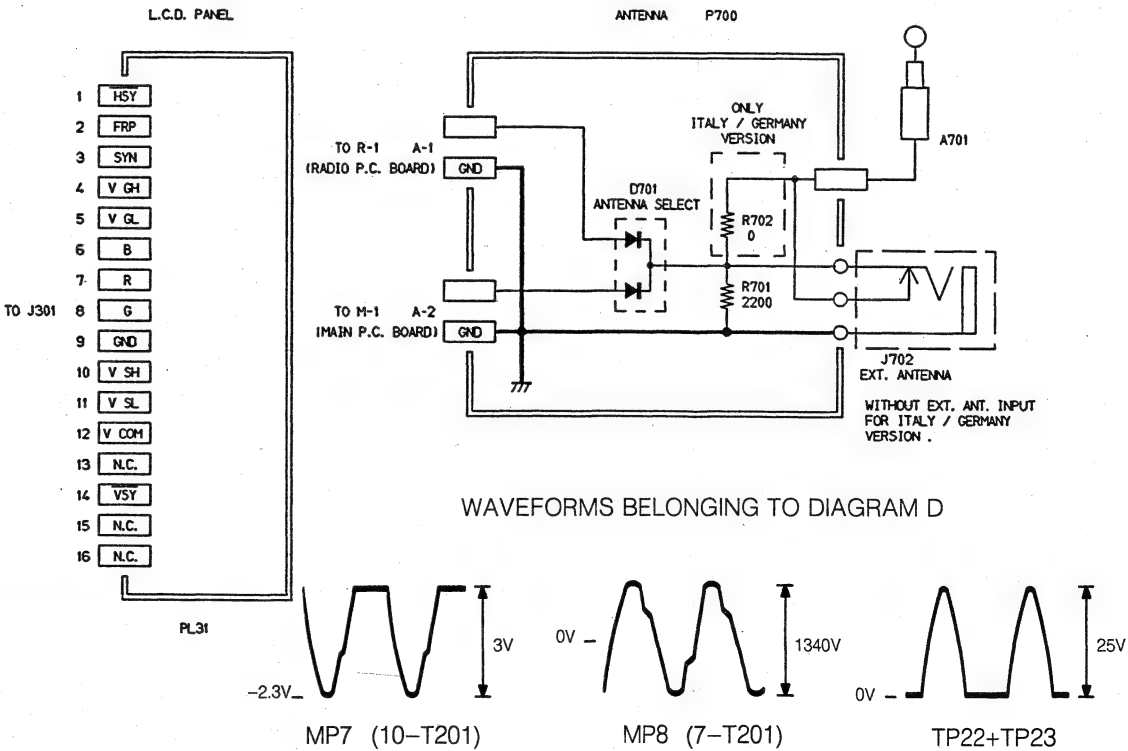 L.C.D. PANEL
1 HSY
2 FRP
3 SYN
4 V GH
5 V GL
6 B
7 R
TO J301 8 G
9 GND
10 V SH
11 V SL
12 V COM
13 N.C.
14 VSY
15 N.C.
16 N.C.
PL31
ANTENNA P700
TO R-1 A-1
(RADIO P.C. BOARD) GND
TO M-1 A-2
(MAIN P.C. BOARD) GND
D701
ANTENNA SELECT
ONLY
ITALY / GERMANY
VERSION
R702
0
R701
2200
A701
J702
EXT. ANTENNA
WITHOUT EXT. ANT. INPUT
FOR ITALY / GERMANY
VERSION .
WAVEFORMS BELONGING TO DIAGRAM D
3V
-2.3V
MP7 (10-T201)
0V
1340V
MP8 (7-T201)
25V
0V
TP22+TP23